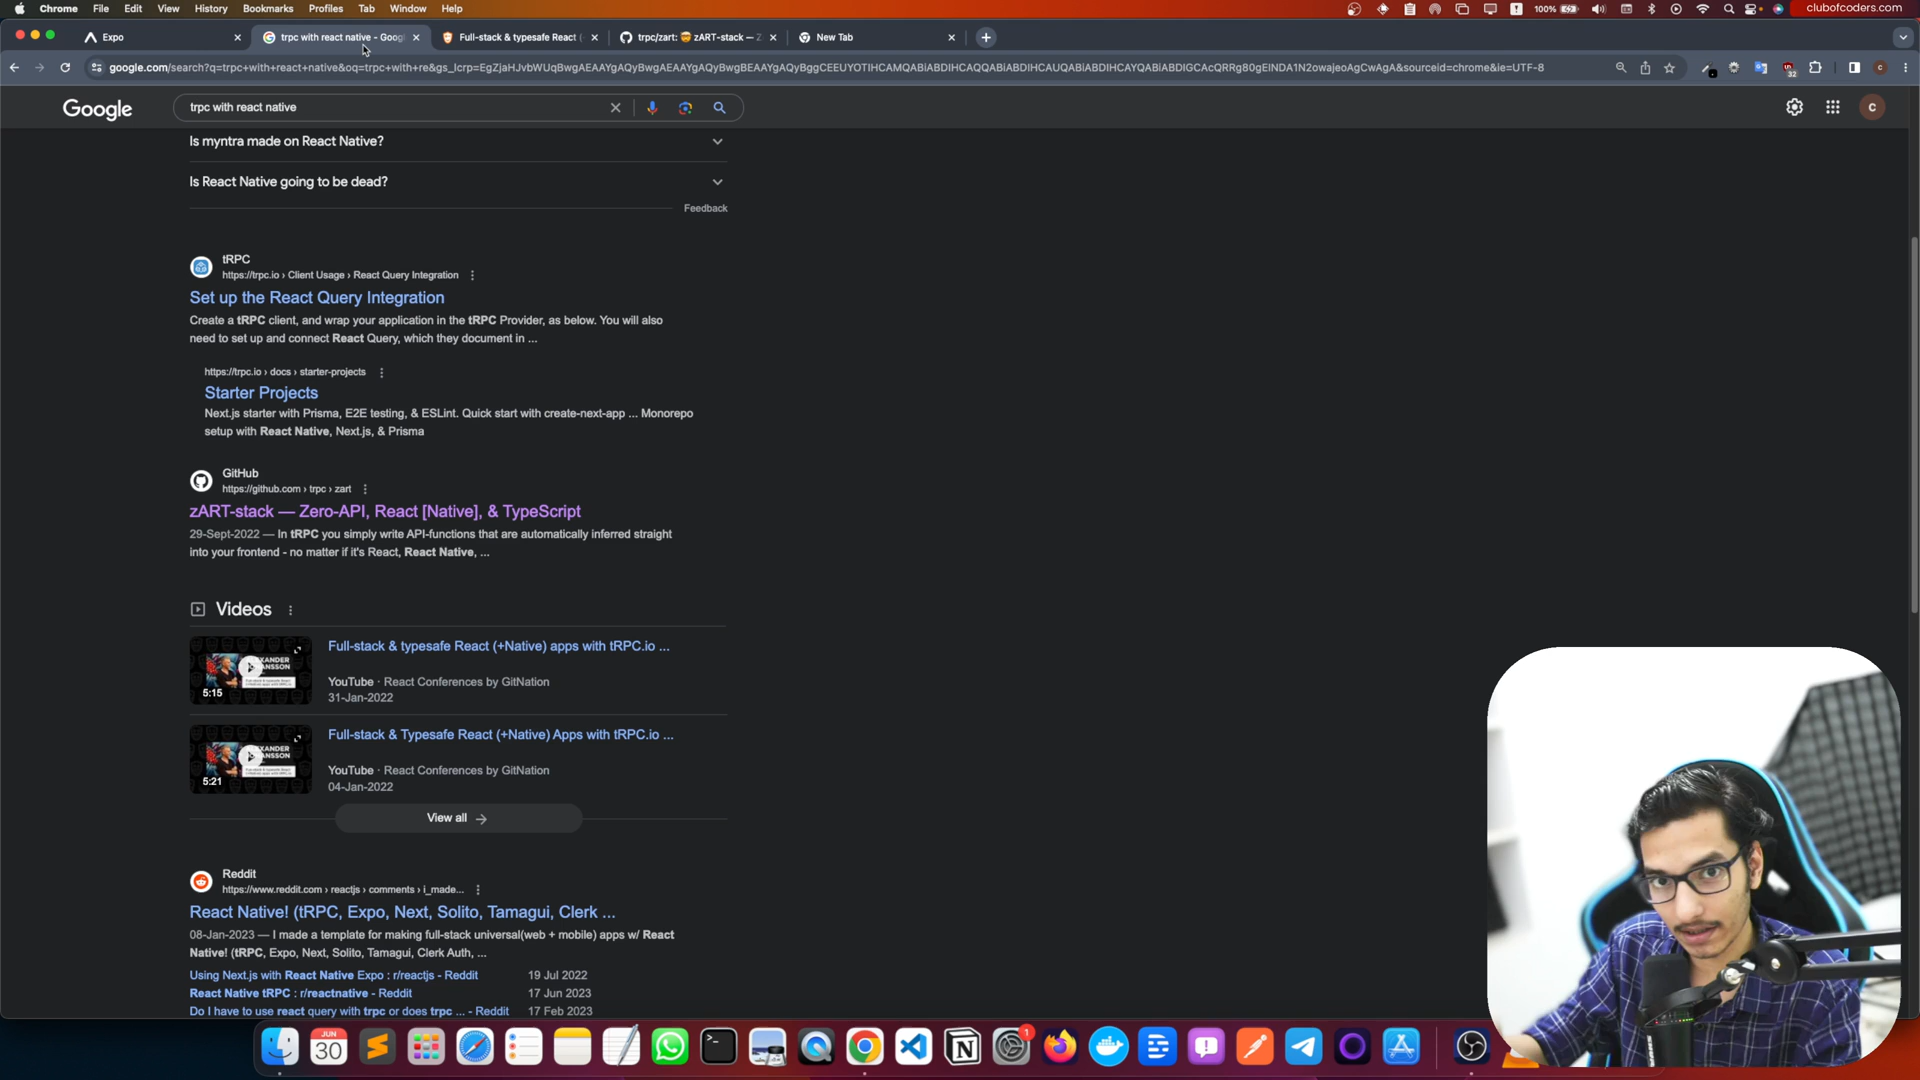 Chrome File Edit View History Bookmarks Profiles Tab Window Help 100% clubofcoders.com
Expo trpc with react native - Goog Full-stack & typesafe React ( trpc/zart: 🤯 zART-stack — Z New Tab
google.com/search?q=trpc+with+react+native&oq=trpc+with+re&gs_lcrp=EgZjaHJvbWUqBwgAEAAYgAQyBwgAEAAYgAQyBwgBEAAYgAQyBggCEEUYOTIHCAMQABiABDIHCAQQABiABDIHCAUQABiABDIHCAYQABiABDIGCAcQRRg80gEINDA1N2owajeoAgCwAgA&sourceid=chrome&ie=UTF-8 32
Google trpc with react native C
Is myntra made on React Native?
Is React Native going to be dead?
Feedback
tRPC
https://trpc.io › Client Usage › React Query Integration
Set up the React Query Integration
Create a tRPC client, and wrap your application in the tRPC Provider, as below. You will also
need to set up and connect React Query, which they document in ...
https://trpc.io › docs › starter-projects
Starter Projects
Next.js starter with Prisma, E2E testing, & ESLint. Quick start with create-next-app ... Monorepo
setup with React Native, Next.js, & Prisma
GitHub
https://github.com › trpc › zart
zART-stack — Zero-API, React [Native], & TypeScript
29-Sept-2022 — In tRPC you simply write API-functions that are automatically inferred straight
into your frontend - no matter if it's React, React Native, ...
Videos
Full-stack & typesafe React (+Native) apps with tRPC.io ...
5:15
YouTube · React Conferences by GitNation
31-Jan-2022
Full-stack & Typesafe React (+Native) Apps with tRPC.io ...
5:21
YouTube · React Conferences by GitNation
04-Jan-2022
View all
Reddit
https://www.reddit.com › reactjs › comments › i_made...
React Native! (tRPC, Expo, Next, Solito, Tamagui, Clerk ...
08-Jan-2023 — I made a template for making full-stack universal(web + mobile) apps w/ React
Native! (tRPC, Expo, Next, Solito, Tamagui, Clerk Auth, ...
Using Next.js with React Native Expo : r/reactjs - Reddit 19 Jul 2022
React Native tRPC : r/reactnative - Reddit 17 Jun 2023
Do I have to use react query with trpc or does trpc ... - Reddit 17 Feb 2023
JUN
30
1